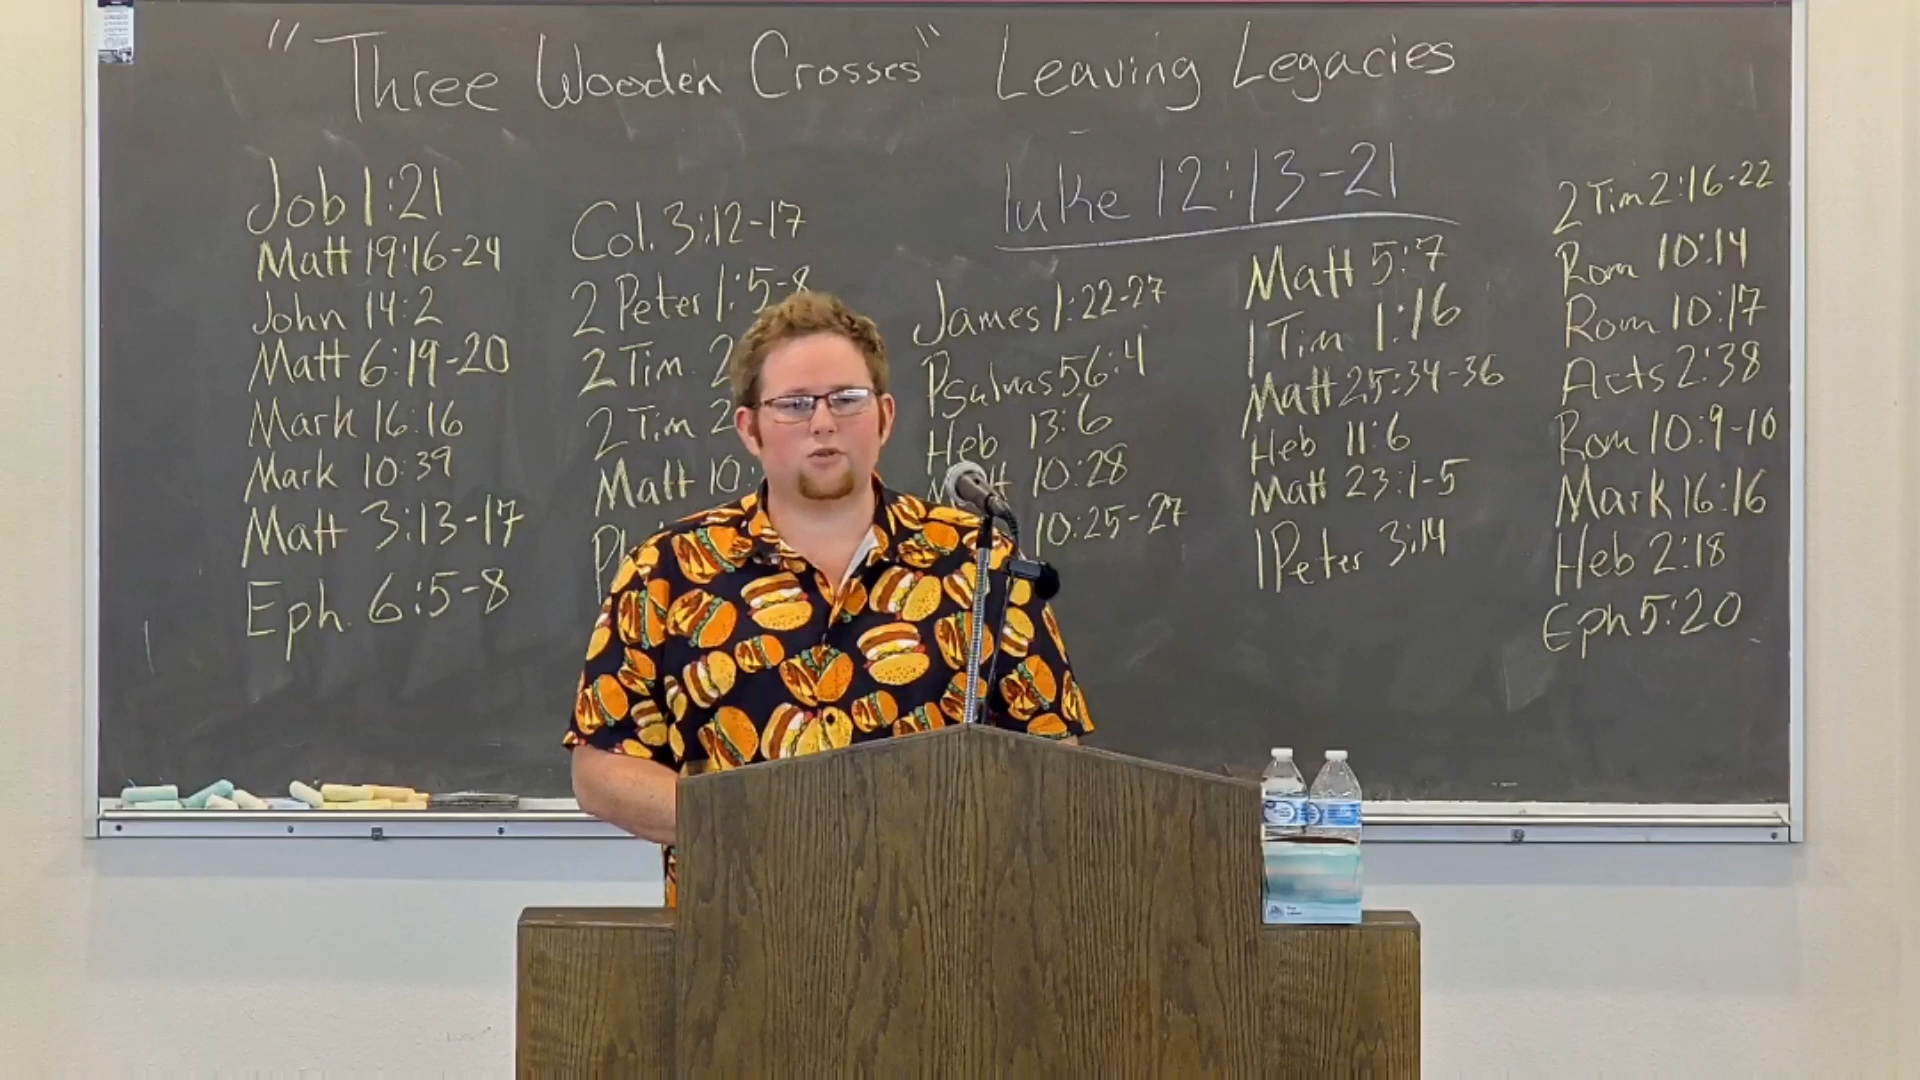 "Three Wooden Crosses" Leaving Legacies
luke 12:13-21
Job 1:21
Matt 19:16-24
John 14:2
Matt 6:19-20
Mark 16:16
Mark 10:39
Matt 3:13-17
Eph. 6:5-8
Col. 3:12-17
2 Peter 1:5-8
2 Tim. 2
2 Tim 2
Matt 10:
James 1:22-27
Psalms 56:4
Heb 13:6
10:28
10:25-27
Matt 5:7
1 Tim 1:16
Matt 25:34-36
Heb 11:6
Matt 23:1-5
1 Peter 3:14
2 Tim 2:16-22
Rom 10:14
Rom 10:17
Acts 2:38
Rom 10:9-10
Mark 16:16
Heb 2:18
Eph 5:20